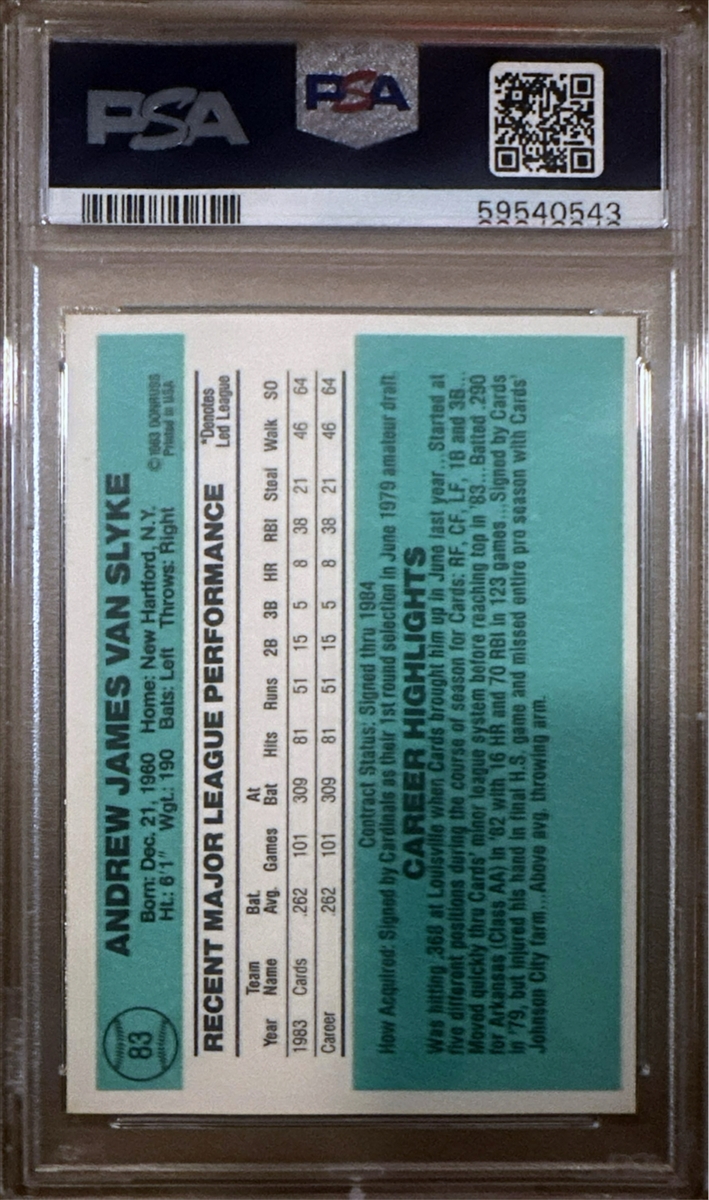 PSA
PSA
59540543
83
ANDREW JAMES VAN SLYKE
Born: Dec. 21, 1960 Home: New Hartford, N.Y.
Ht.: 6'1" Wgt.: 190 Bats: Left Throws: Right
© 1983 DONRUSS
Printed in USA
RECENT MAJOR LEAGUE PERFORMANCE
*Denotes
Led League
Year Team Name Bat. Avg. Games At Bat Hits Runs 2B 3B HR RBI Steal Walk SO
1983 Cards .262 101 309 81 51 15 5 8 38 21 46 64
Career .262 101 309 81 51 15 5 8 38 21 46 64
Contract Status: Signed thru 1984
How Acquired: Signed by Cardinals as their 1st round selection in June 1979 amateur draft.
CAREER HIGHLIGHTS
Was hitting .368 at Louisville when Cards brought him up in June last year... Started at
five different positions during the course of season for Cards: RF, CF, LF, 1B and 3B...
Moved quickly thru Cards' minor league system before reaching top in '83... Batted .290
for Arkansas (Class AA) in '82 with 16 HR and 70 RBI in 123 games... Signed by Cards
in '79, but injured his hand in final H.S. game and missed entire pro season with Cards'
Johnson City farm... Above avg. throwing arm.